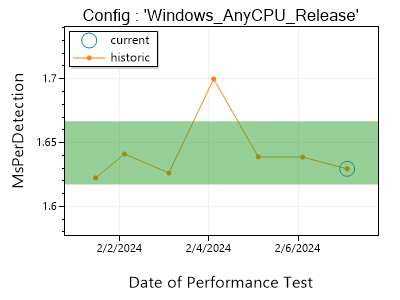 Config : 'Windows_AnyCPU_Release'
current
historic
1.7
1.65
1.6
MsPerDetection
2/2/2024
2/4/2024
2/6/2024
Date of Performance Test